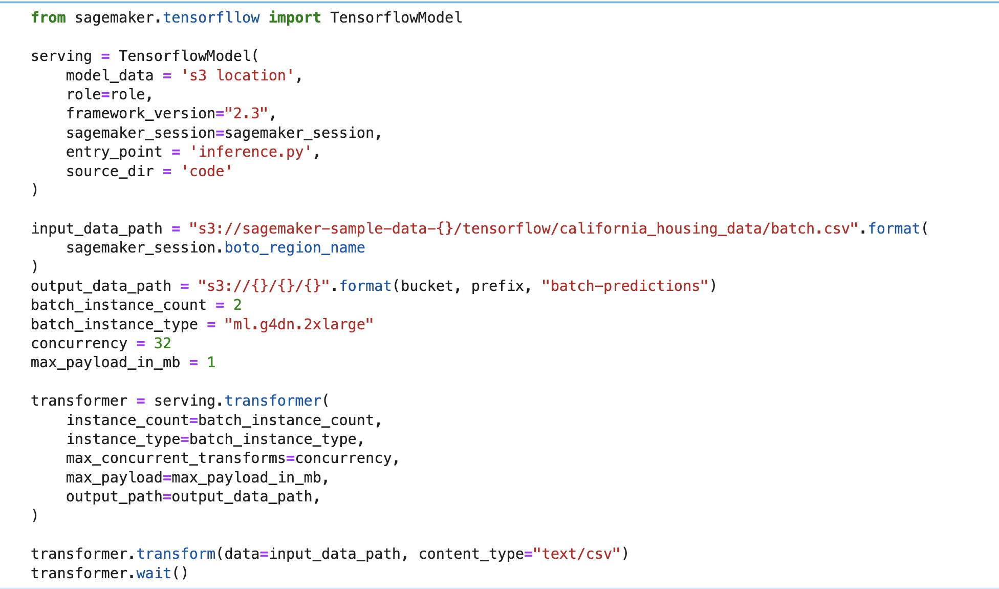 from sagemaker.tensorfllow import TensorflowModel
serving = TensorflowModel(
model_data = 's3 location',
role=role,
framework_version="2.3",
sagemaker_session=sagemaker_session,
entry_point = 'inference.py',
source_dir = 'code'
)
input_data_path = "s3://sagemaker-sample-data-{}/tensorflow/california_housing_data/batch.csv".format(
sagemaker_session.boto_region_name
)
output_data_path = "s3://{}/{}/{}".format(bucket, prefix, "batch-predictions")
batch_instance_count = 2
batch_instance_type = "ml.g4dn.2xlarge"
concurrency = 32
max_payload_in_mb = 1
transformer = serving.transformer(
instance_count=batch_instance_count,
instance_type=batch_instance_type,
max_concurrent_transforms=concurrency,
max_payload=max_payload_in_mb,
output_path=output_data_path,
)
transformer.transform(data=input_data_path, content_type="text/csv")
transformer.wait()